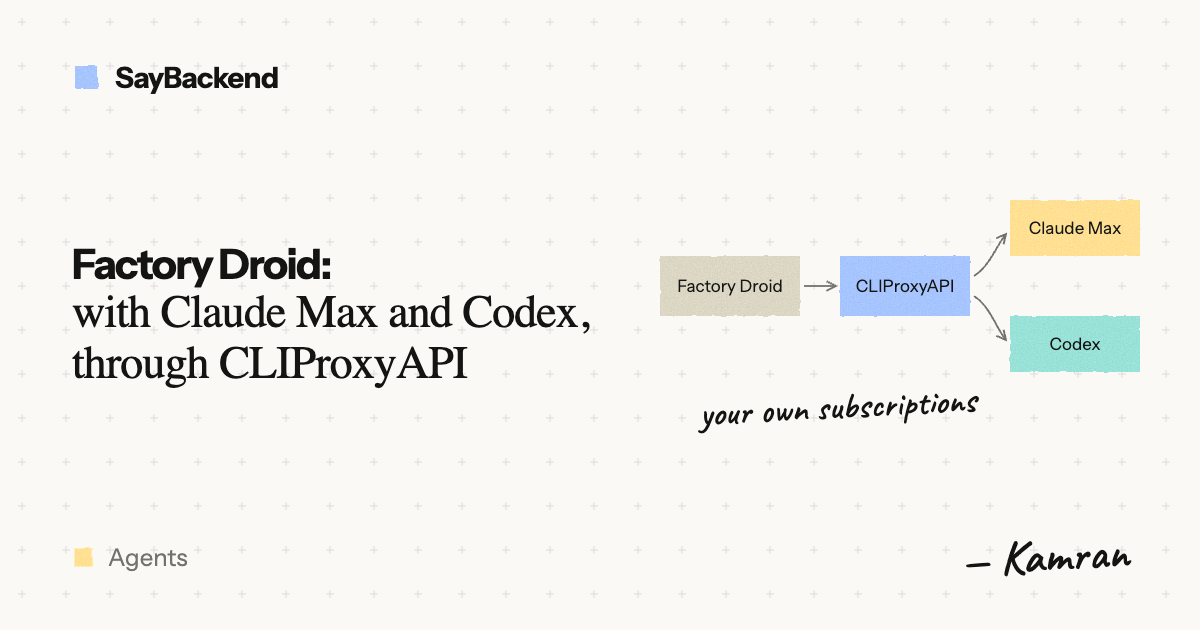 SayBackend
Factory Droid:
with Claude Max and Codex,
through CLIProxyAPI
Factory Droid
CLIProxyAPI
Claude Max
Codex
your own subscriptions
Agents
– Kamran